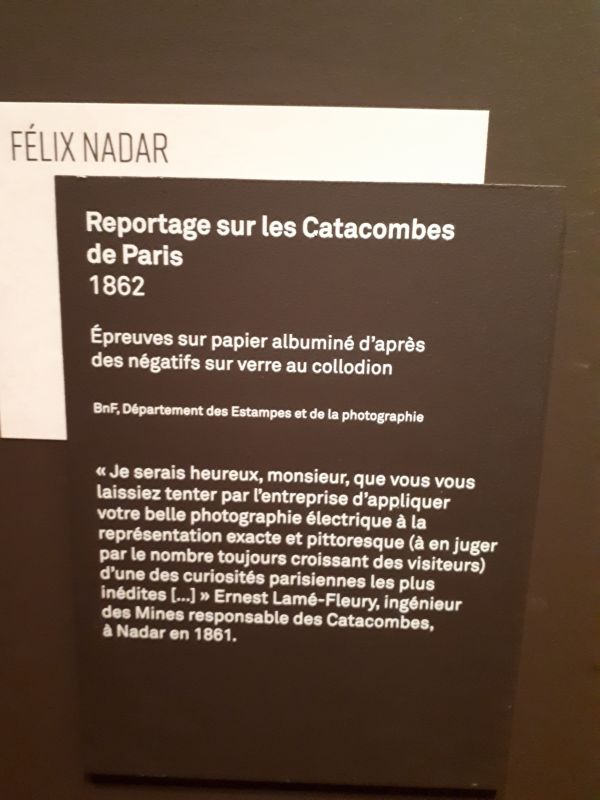 FÉLIX NADAR
Reportage sur les Catacombes
de Paris
1862
Épreuves sur papier albuminé d'après
des négatifs sur verre au collodion
BnF, Département des Estampes et de la photographie
« Je serais heureux, monsieur, que vous vous
laissiez tenter par l'entreprise d'appliquer
votre belle photographie électrique à la
représentation exacte et pittoresque (à en juger
par le nombre toujours croissant des visiteurs)
d'une des curiosités parisiennes les plus
inédites [...] » Ernest Lamé-Fleury, ingénieur
des Mines responsable des Catacombes,
à Nadar en 1861.